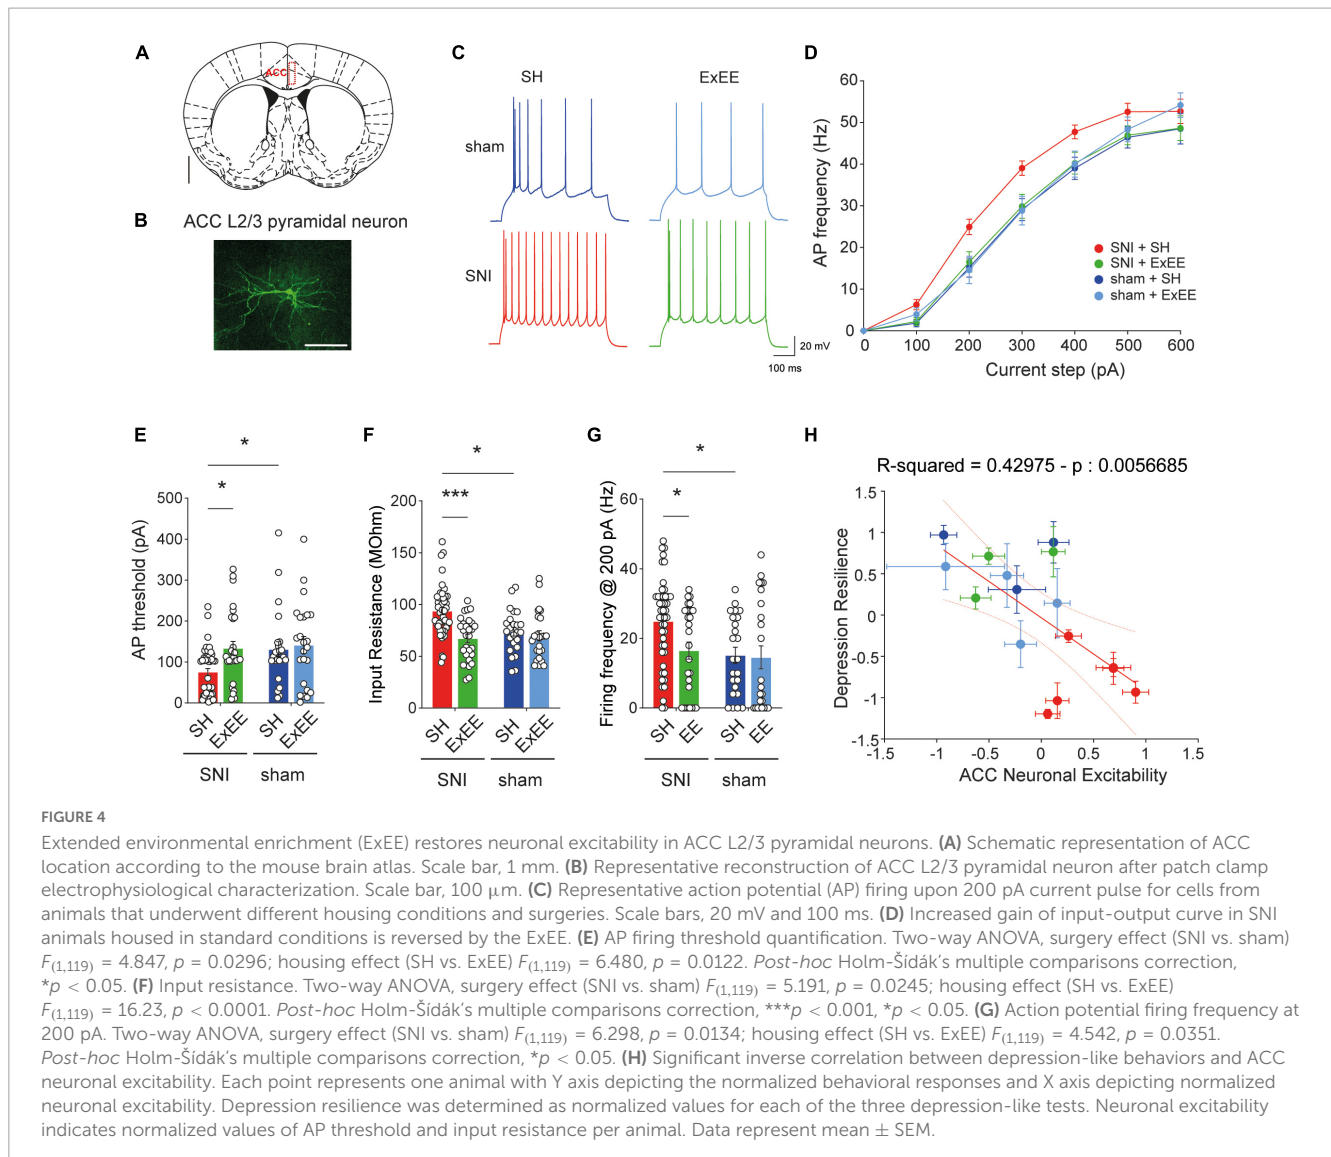 A
ACC
B
ACC L2/3 pyramidal neuron
C
SH
ExEE
sham
SNI
20 mV
100 ms
D
AP frequency (Hz)
60
50
40
30
20
10
0
SNI + SH
SNI + ExEE
sham + SH
sham + ExEE
0 100 200 300 400 500 600
Current step (pA)
E
*
*
AP threshold (pA)
500
400
300
200
100
0
SH ExEE SH ExEE
SNI sham
F
*
***
Input Resistance (MOhm)
200
150
100
50
0
SH ExEE SH ExEE
SNI sham
G
*
*
Firing frequency @ 200 pA (Hz)
60
40
20
0
SH EE SH EE
SNI sham
H
R-squared = 0.42975 - p : 0.0056685
Depression Resilience
1.5
1
0.5
0
-0.5
-1
-1.5
-1 -0.5 0 0.5 1 1.5
ACC Neuronal Excitability
FIGURE 4
Extended environmental enrichment (ExEE) restores neuronal excitability in ACC L2/3 pyramidal neurons. (A) Schematic representation of ACC
location according to the mouse brain atlas. Scale bar, 1 mm. (B) Representative reconstruction of ACC L2/3 pyramidal neuron after patch clamp
electrophysiological characterization. Scale bar, 100 μm. (C) Representative action potential (AP) firing upon 200 pA current pulse for cells from
animals that underwent different housing conditions and surgeries. Scale bars, 20 mV and 100 ms. (D) Increased gain of input-output curve in SNI
animals housed in standard conditions is reversed by the ExEE. (E) AP firing threshold quantification. Two-way ANOVA, surgery effect (SNI vs. sham)
F(1,119) = 4.847, p = 0.0296; housing effect (SH vs. ExEE) F(1,119) = 6.480, p = 0.0122. Post-hoc Holm-Šídák's multiple comparisons correction,
*p < 0.05. (F) Input resistance. Two-way ANOVA, surgery effect (SNI vs. sham) F(1,119) = 5.191, p = 0.0245; housing effect (SH vs. ExEE)
F(1,119) = 16.23, p < 0.0001. Post-hoc Holm-Šídák's multiple comparisons correction, ***p < 0.001, *p < 0.05. (G) Action potential firing frequency at
200 pA. Two-way ANOVA, surgery effect (SNI vs. sham) F(1,119) = 6.298, p = 0.0134; housing effect (SH vs. ExEE) F(1,119) = 4.542, p = 0.0351.
Post-hoc Holm-Šídák's multiple comparisons correction, *p < 0.05. (H) Significant inverse correlation between depression-like behaviors and ACC
neuronal excitability. Each point represents one animal with Y axis depicting the normalized behavioral responses and X axis depicting normalized
neuronal excitability. Depression resilience was determined as normalized values for each of the three depression-like tests. Neuronal excitability
indicates normalized values of AP threshold and input resistance per animal. Data represent mean ± SEM.